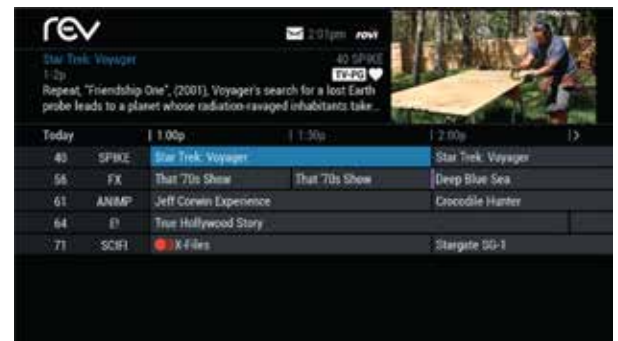 rev
2:01pm rovi
Star Trek: Voyager 40 SPIKE
1-2p TV-PG
Repeat, "Friendship One", (2001), Voyager's search for a lost Earth
probe leads to a planet whose radiation-ravaged inhabitants take...
Today 1:00p 1:30p 2:00p
40 SPIKE Star Trek: Voyager Star Trek: Voyager
56 FX That '70s Show That '70s Show Deep Blue Sea
61 ANIMP Jeff Corwin Experience Crocodile Hunter
64 E! True Hollywood Story
71 SCIFI X-Files Stargate SG-1